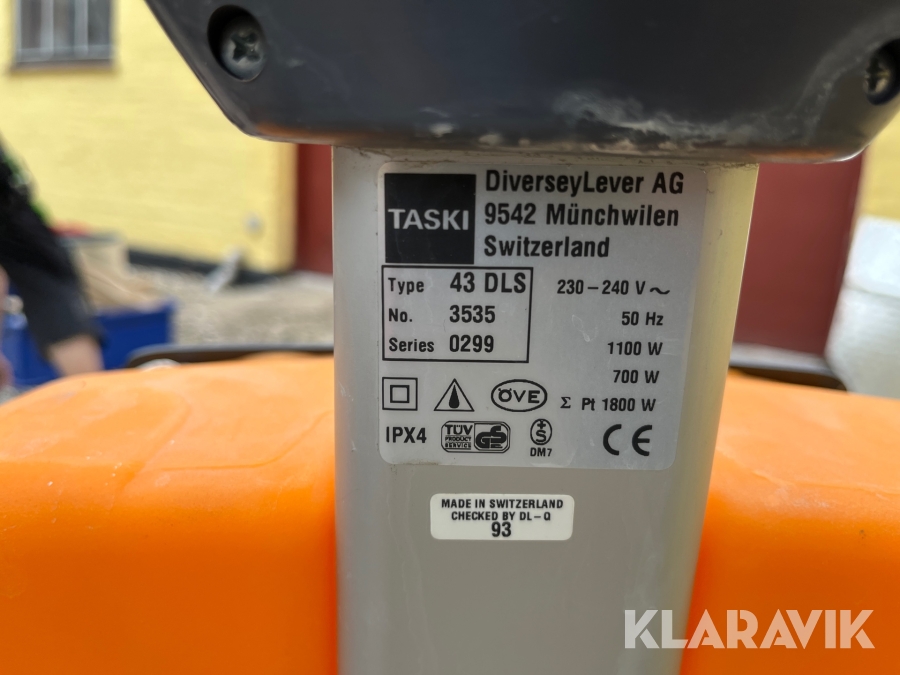 TASKI
DiverseyLever AG
9542 Münchwilen
Switzerland
Type 43 DLS
No. 3535
Series 0299
230-240 V ~
50 Hz
1100 W
700 W
Σ Pt 1800 W
ÖVE
IPX4
TÜV
PRODUCT
SERVICE
GS
S
DM7
CE
MADE IN SWITZERLAND
CHECKED BY DL-Q
93
KLARAVIK